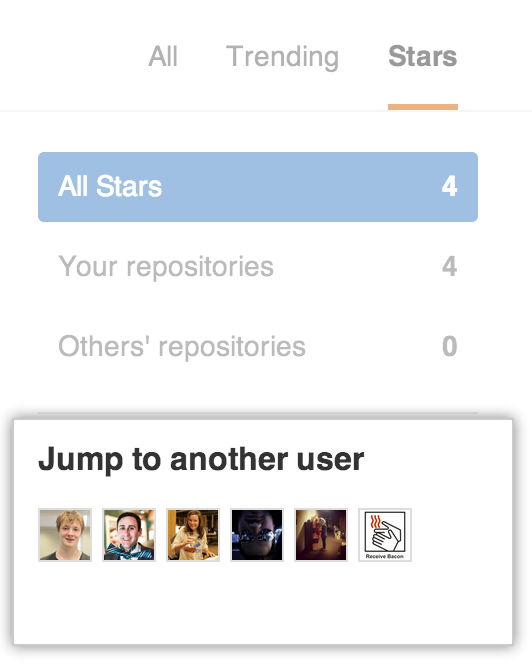 All Trending Stars
All Stars 4
Your repositories 4
Others' repositories 0
Jump to another user
Receive Bacon